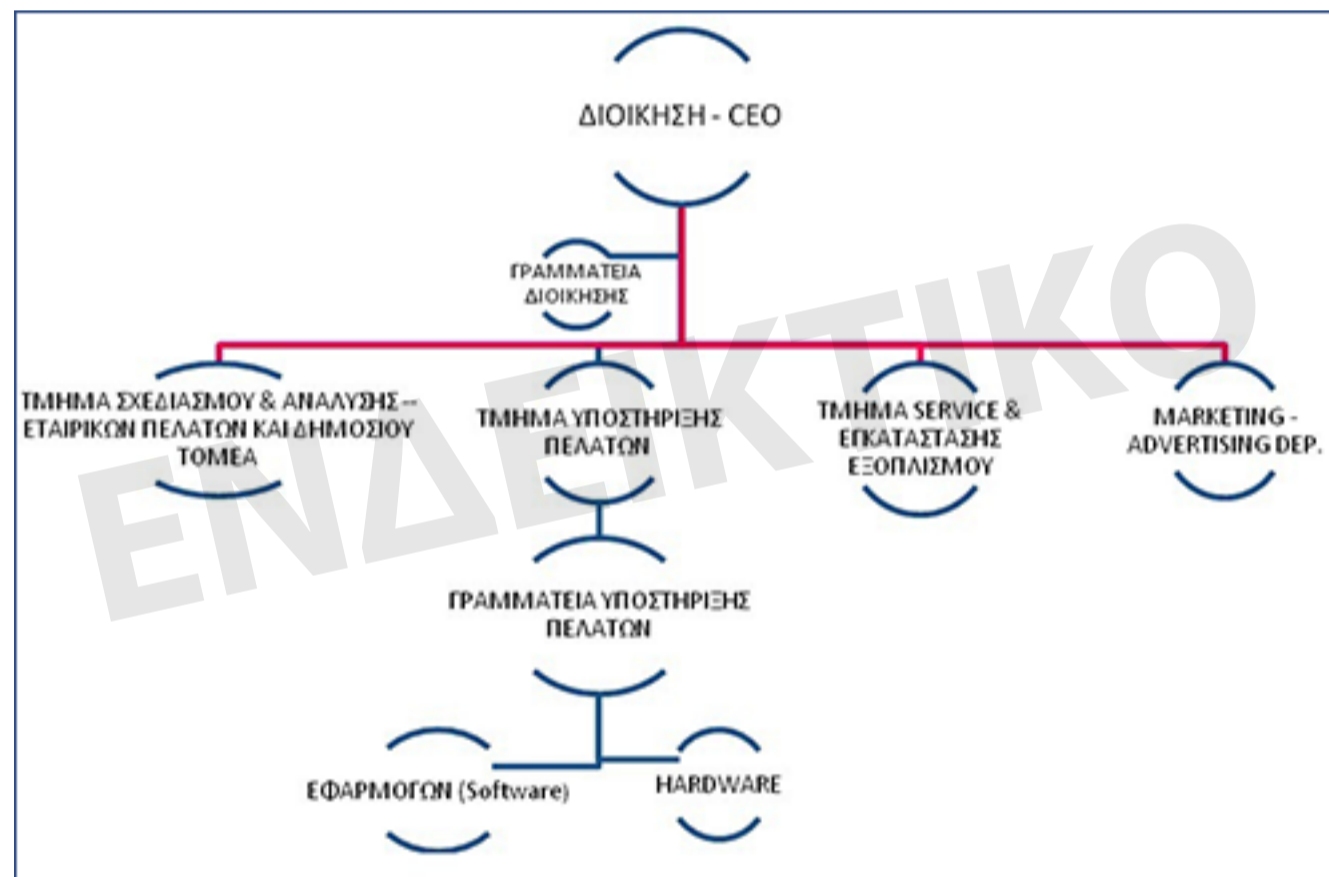 ΔΙΟΙΚΗΣΗ - CEO
ΓΡΑΜΜΑΤΕΙΑ
ΔΙΟΙΚΗΣΗΣ
ΤΜΗΜΑ ΣΧΕΔΙΑΣΜΟΥ & ΑΝΑΛΥΣΗΣ –
ΕΤΑΙΡΙΚΩΝ ΠΕΛΑΤΩΝ ΚΑΙ ΔΗΜΟΣΙΟΥ
ΤΟΜΕΑ
ΤΜΗΜΑ ΥΠΟΣΤΗΡΙΞΗΣ
ΠΕΛΑΤΩΝ
ΤΜΗΜΑ SERVICE &
ΕΓΚΑΤΑΣΤΑΣΗΣ
ΕΞΟΠΛΙΣΜΟΥ
MARKETING -
ADVERTISING DEP.
ΓΡΑΜΜΑΤΕΙΑ ΥΠΟΣΤΗΡΙΞΗΣ
ΠΕΛΑΤΩΝ
ΕΦΑΡΜΟΓΩΝ (Software)
HARDWARE
ΕΝΔΕΙΚΤΙΚΟ